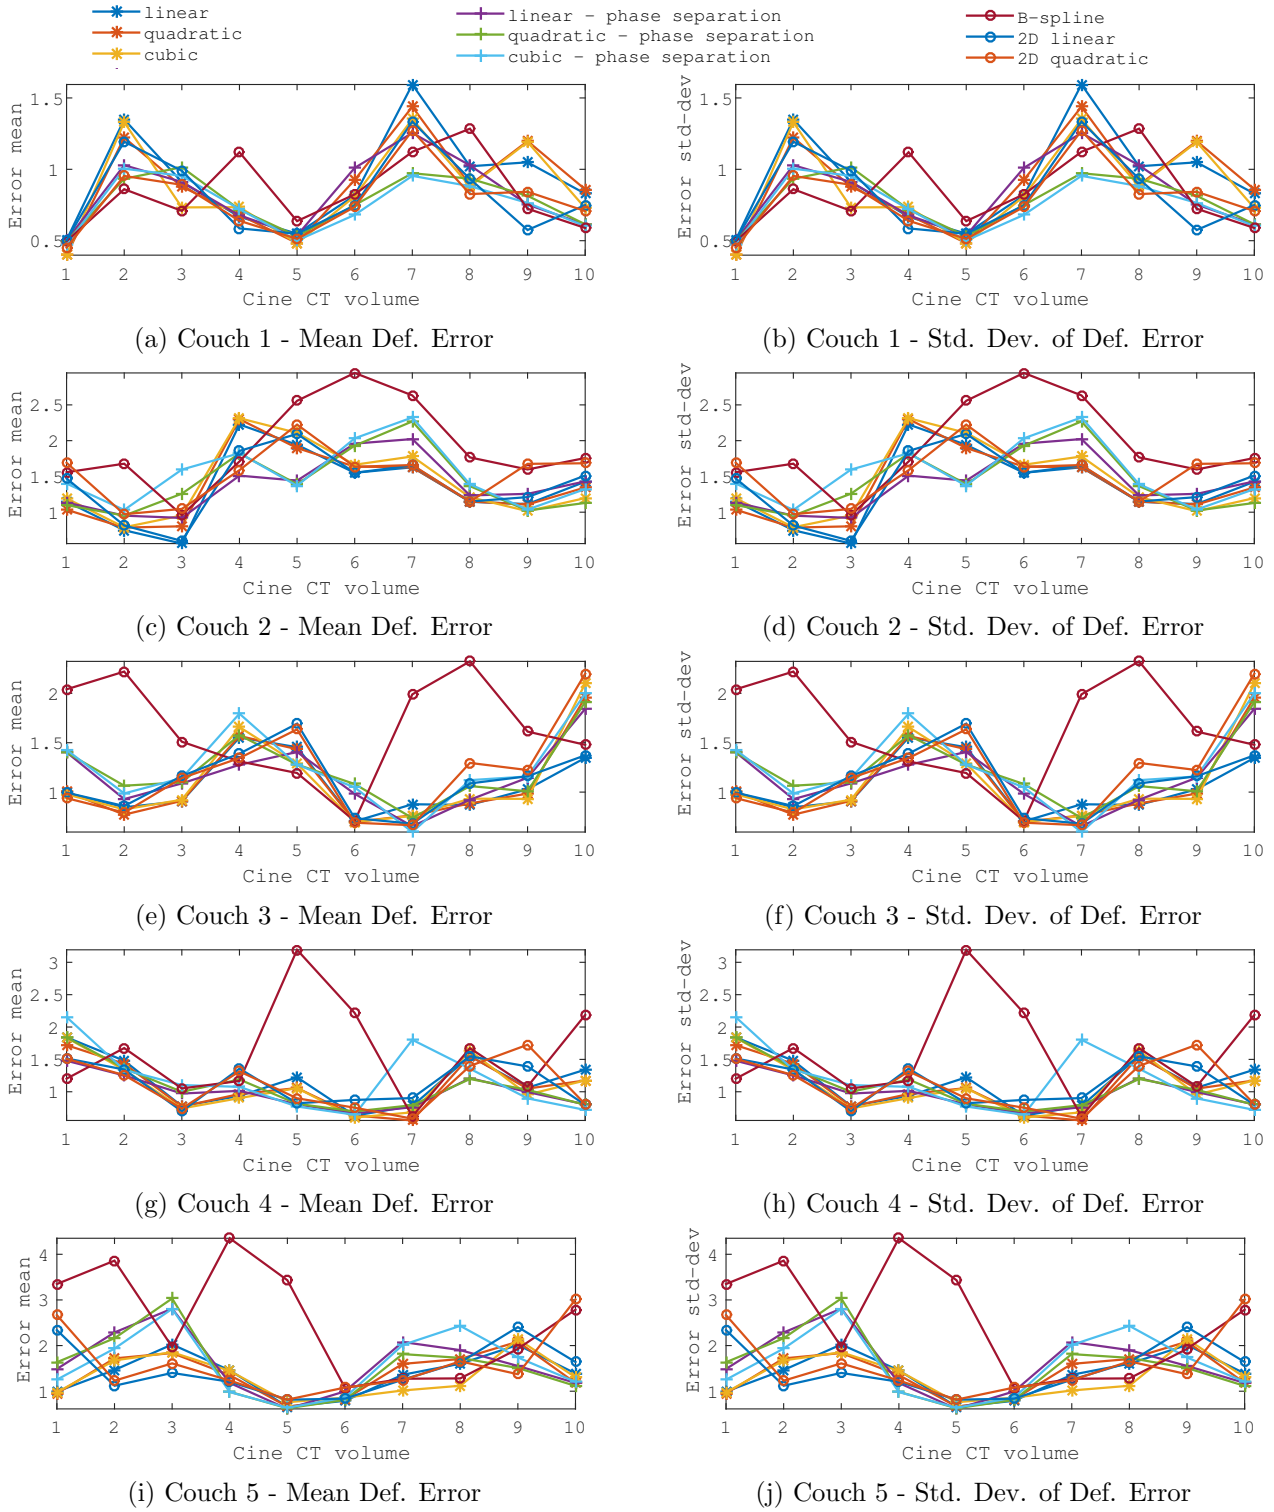 linear
quadratic
cubic
linear - phase separation
quadratic - phase separation
cubic - phase separation
B-spline
2D linear
2D quadratic
Error mean
1.5
1
0.5
1 2 3 4 5 6 7 8 9 10
Cine CT volume
(a) Couch 1 - Mean Def. Error
Error std-dev
1.5
1
0.5
1 2 3 4 5 6 7 8 9 10
Cine CT volume
(b) Couch 1 - Std. Dev. of Def. Error
Error mean
2.5
2
1.5
1
1 2 3 4 5 6 7 8 9 10
Cine CT volume
(c) Couch 2 - Mean Def. Error
Error std-dev
2.5
2
1.5
1
1 2 3 4 5 6 7 8 9 10
Cine CT volume
(d) Couch 2 - Std. Dev. of Def. Error
Error mean
2
1.5
1
1 2 3 4 5 6 7 8 9 10
Cine CT volume
(e) Couch 3 - Mean Def. Error
Error std-dev
2
1.5
1
1 2 3 4 5 6 7 8 9 10
Cine CT volume
(f) Couch 3 - Std. Dev. of Def. Error
Error mean
3
2.5
2
1.5
1
1 2 3 4 5 6 7 8 9 10
Cine CT volume
(g) Couch 4 - Mean Def. Error
Error std-dev
3
2.5
2
1.5
1
1 2 3 4 5 6 7 8 9 10
Cine CT volume
(h) Couch 4 - Std. Dev. of Def. Error
Error mean
4
3
2
1
1 2 3 4 5 6 7 8 9 10
Cine CT volume
(i) Couch 5 - Mean Def. Error
Error std-dev
4
3
2
1
1 2 3 4 5 6 7 8 9 10
Cine CT volume
(j) Couch 5 - Std. Dev. of Def. Error